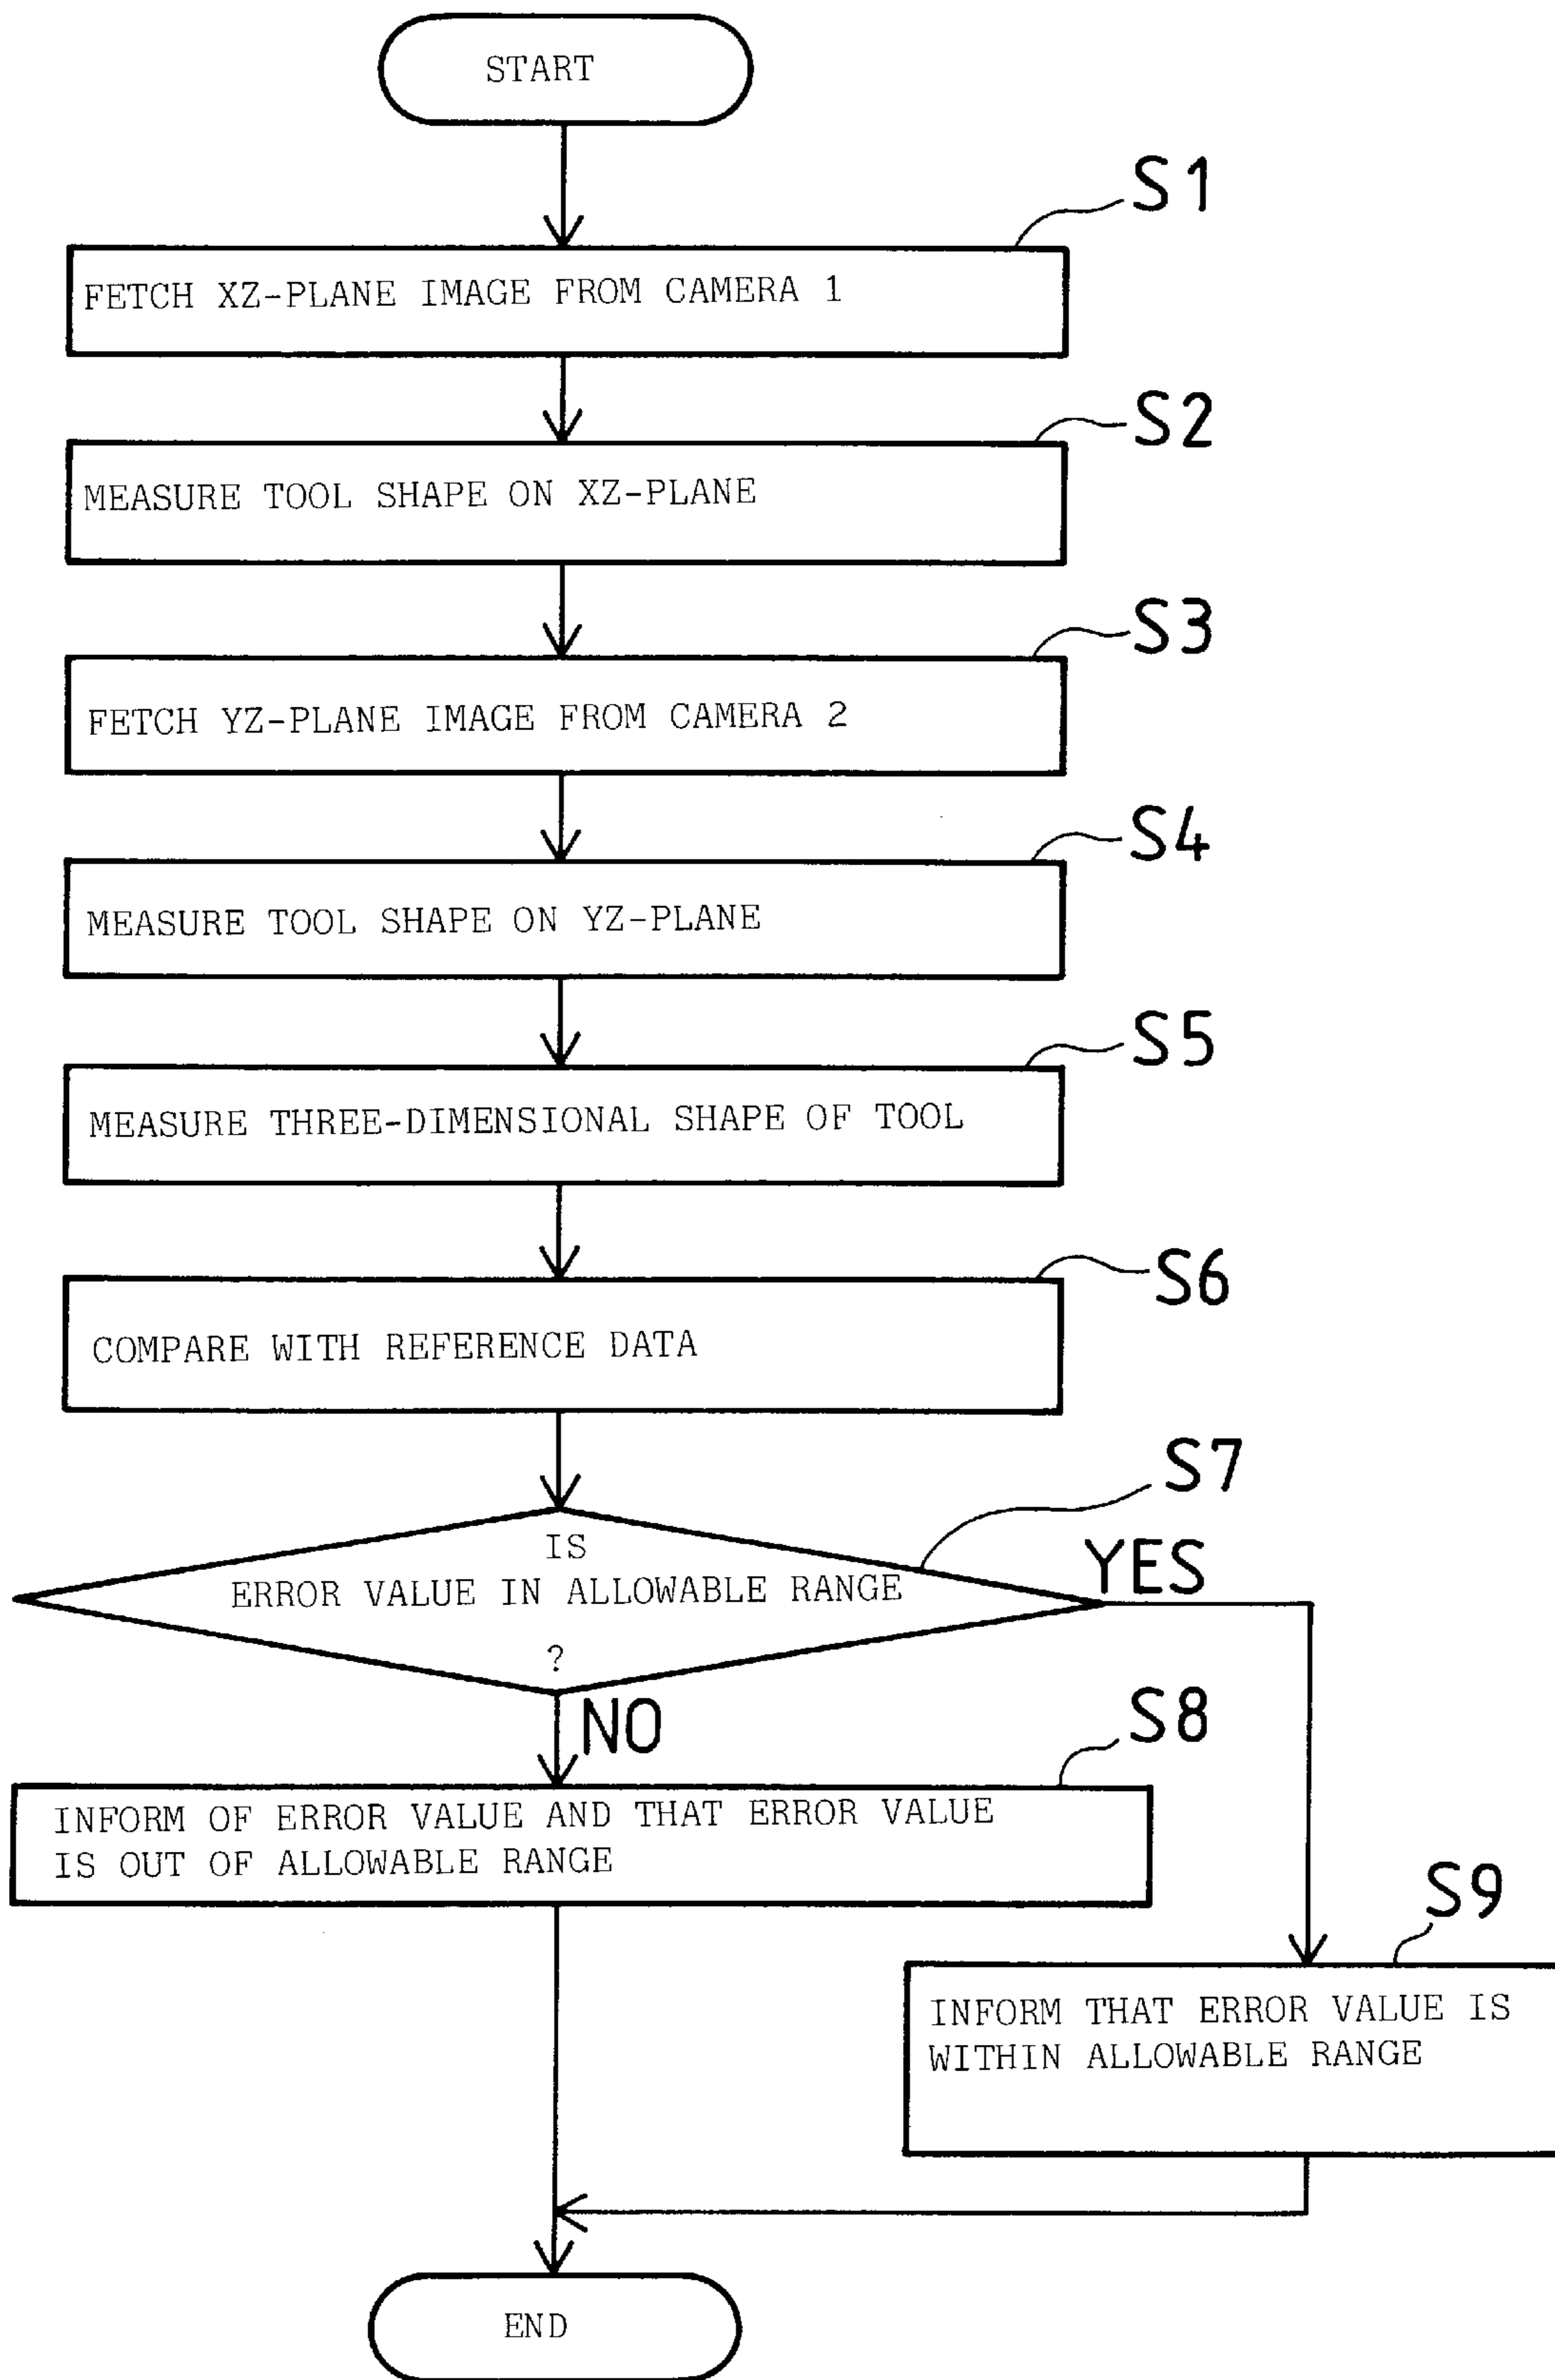 START
S1
FETCH XZ-PLANE IMAGE FROM CAMERA 1
S2
MEASURE TOOL SHAPE ON XZ-PLANE
S3
FETCH YZ-PLANE IMAGE FROM CAMERA 2
S4
MEASURE TOOL SHAPE ON YZ-PLANE
S5
MEASURE THREE-DIMENSIONAL SHAPE OF TOOL
S6
COMPARE WITH REFERENCE DATA
S7
IS
ERROR VALUE IN ALLOWABLE RANGE
?
YES
NO
S8
INFORM OF ERROR VALUE AND THAT ERROR VALUE
IS OUT OF ALLOWABLE RANGE
S9
INFORM THAT ERROR VALUE IS
WITHIN ALLOWABLE RANGE
END